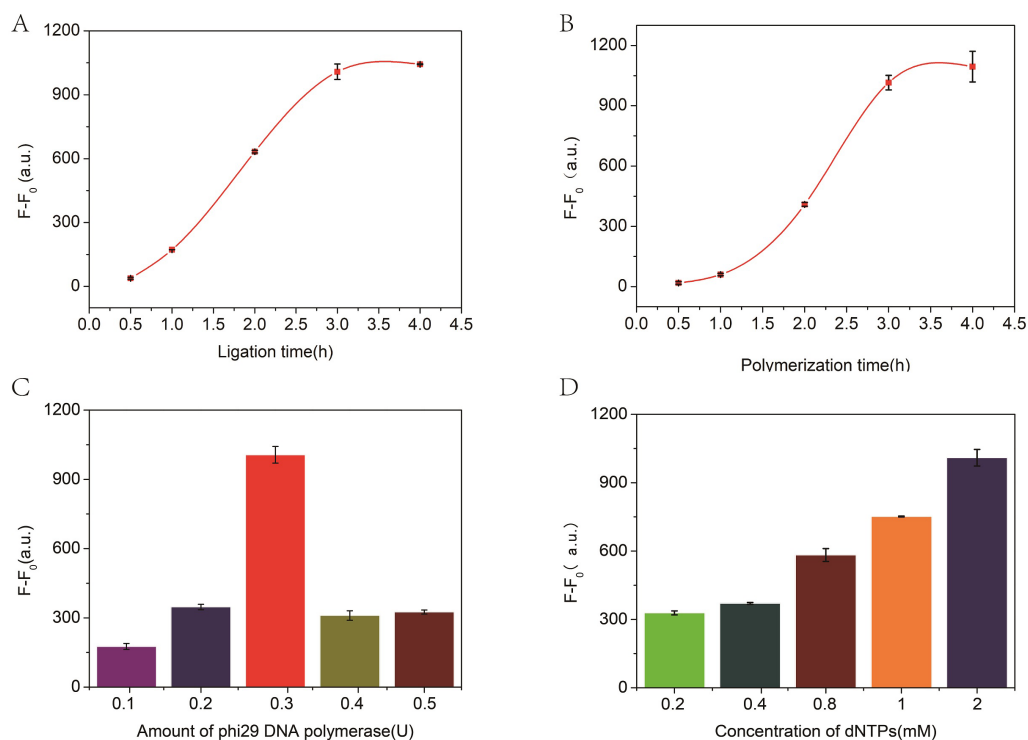 A
1200
900
600
300
0
F-F0 (a.u.)
0.0 0.5 1.0 1.5 2.0 2.5 3.0 3.5 4.0 4.5
Ligation time(h)
B
1200
900
600
300
0
F-F0 (a.u.)
0.0 0.5 1.0 1.5 2.0 2.5 3.0 3.5 4.0 4.5
Polymerization time(h)
C
1200
900
600
300
0
F-F0(a.u.)
0.1 0.2 0.3 0.4 0.5
Amount of phi29 DNA polymerase(U)
D
1200
900
600
300
0
F-F0( a.u.)
0.2 0.4 0.8 1 2
Concentration of dNTPs(mM)